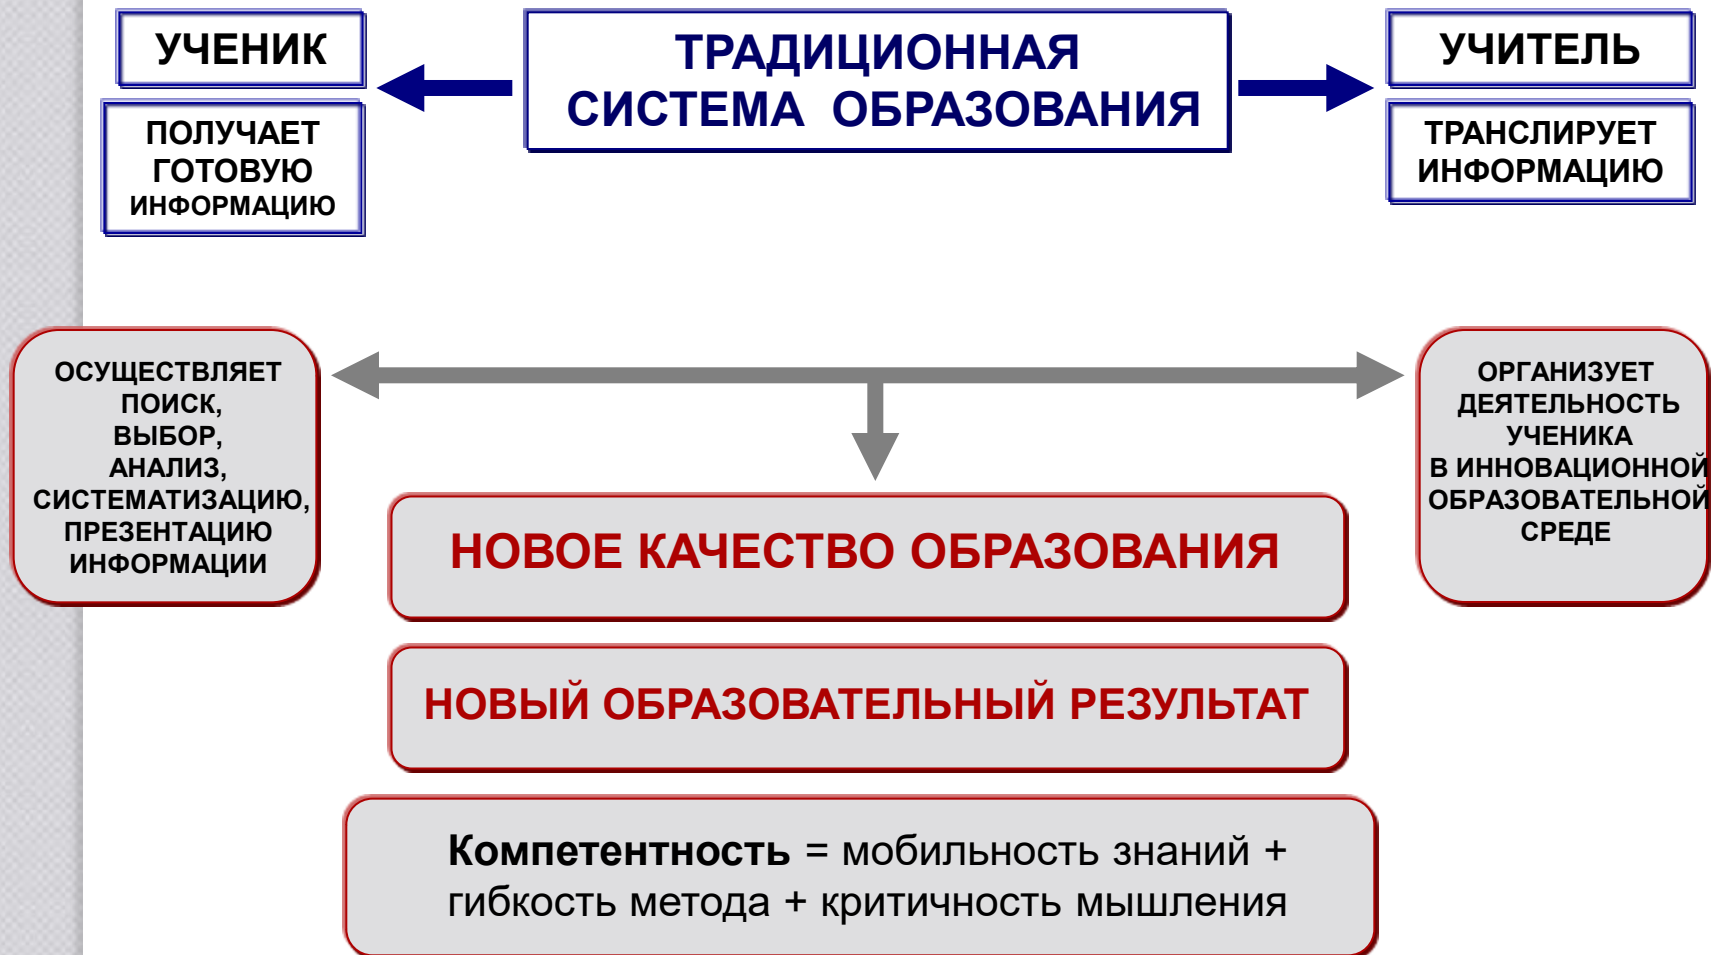 УЧЕНИК
ПОЛУЧАЕТ
ГОТОВУЮ
ИНФОРМАЦИЮ
ТРАДИЦИОННАЯ
СИСТЕМА ОБРАЗОВАНИЯ
УЧИТЕЛЬ
ТРАНСЛИРУЕТ
ИНФОРМАЦИЮ
ОСУЩЕСТВЛЯЕТ
ПОИСК,
ВЫБОР,
АНАЛИЗ,
СИСТЕМАТИЗАЦИЮ,
ПРЕЗЕНТАЦИЮ
ИНФОРМАЦИИ
ОРГАНИЗУЕТ
ДЕЯТЕЛЬНОСТЬ
УЧЕНИКА
В ИННОВАЦИОННОЙ
ОБРАЗОВАТЕЛЬНОЙ
СРЕДЕ
НОВОЕ КАЧЕСТВО ОБРАЗОВАНИЯ
НОВЫЙ ОБРАЗОВАТЕЛЬНЫЙ РЕЗУЛЬТАТ
Компетентность = мобильность знаний +
гибкость метода + критичность мышления